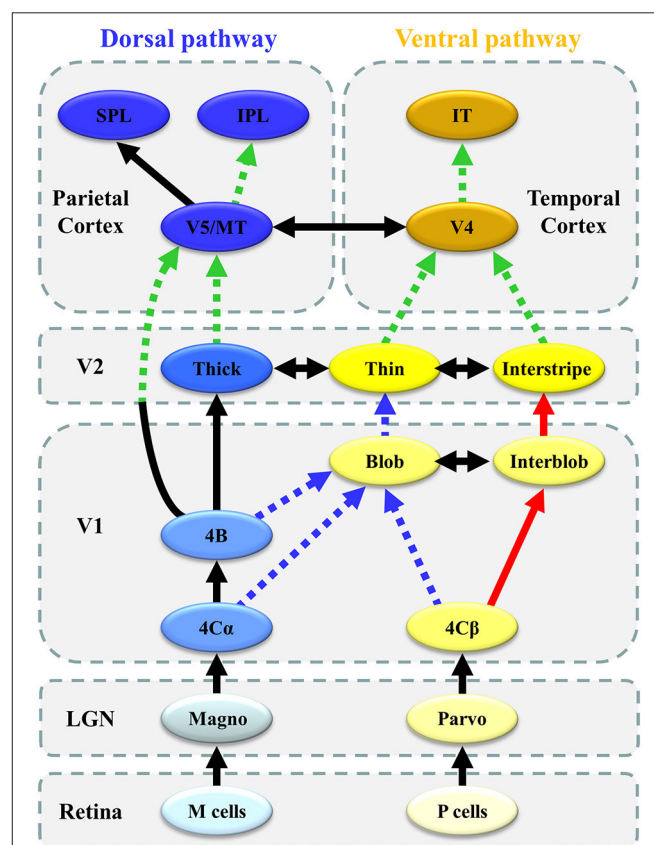 Dorsal pathway
Ventral pathway
SPL
IPL
IT
Parietal
Cortex
V5/MT
V4
Temporal
Cortex
V2
Thick
Thin
Interstripe
Blob
Interblob
V1
4B
4Cα
4Cβ
LGN
Magno
Parvo
Retina
M cells
P cells